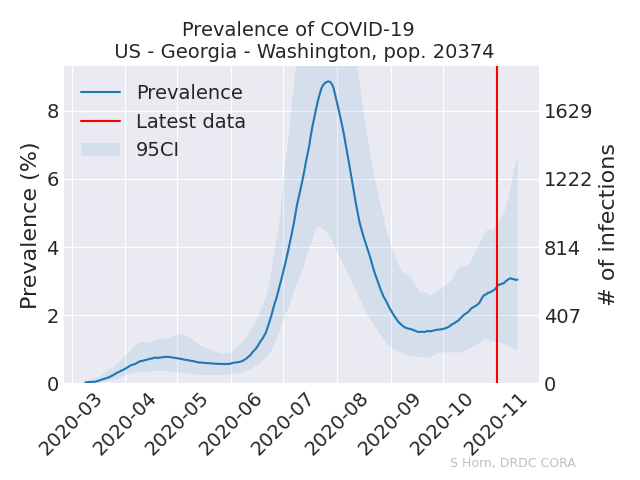 Prevalence of COVID-19
US - Georgia - Washington, pop. 20374
Prevalence
Latest data
95CI
Prevalence (%)
8
6
4
2
0
1629
1222
814
407
0
# of infections
2020-03
2020-04
2020-05
2020-06
2020-07
2020-08
2020-09
2020-10
2020-11
S Horn, DRDC CORA